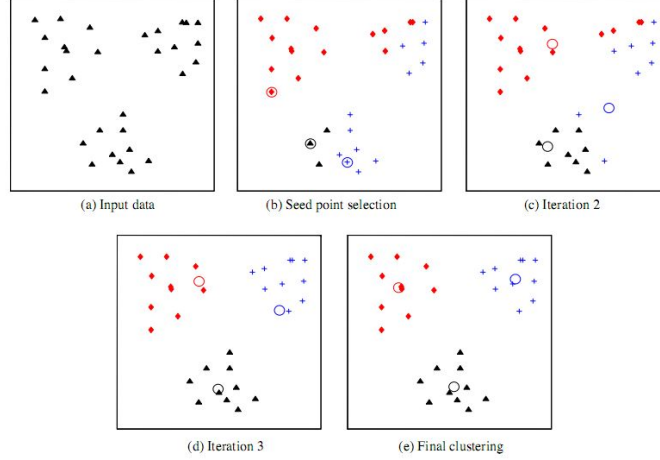 (a) Input data
(b) Seed point selection
(c) Iteration 2
(d) Iteration 3
(e) Final clustering